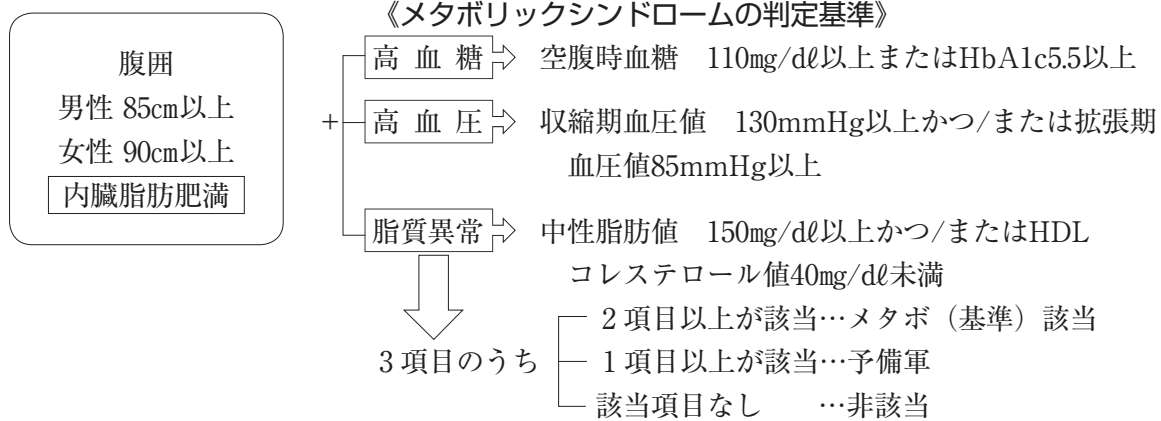 《メタボリックシンドロームの判定基準》
腹囲
男性 85㎝以上
女性 90㎝以上
内臓脂肪肥満
+
高血糖 空腹時血糖 110㎎/dℓ以上またはHbA1c5.5以上
高血圧 収縮期血圧値 130mmHg以上かつ/または拡張期
血圧値85mmHg以上
脂質異常 中性脂肪値 150㎎/dℓ以上かつ/またはHDL
コレステロール値40㎎/dℓ未満
3項目のうち
2項目以上が該当…メタボ(基準)該当
1項目以上が該当…予備軍
該当項目なし …非該当